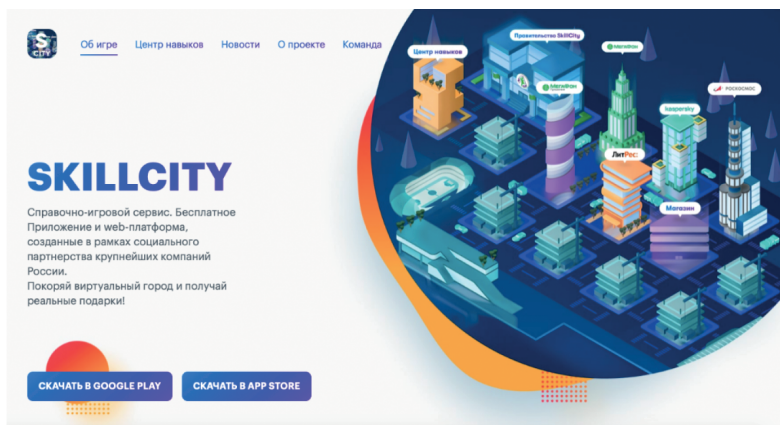 S
CITY
Об игре
Центр навыков
Новости
О проекте
Команда
Правительство SkillCity
Центр навыков
МегаФон
МегаФон
РОСКОСМОС
kaspersky
ЛитРес:
Магазин
SKILLCITY
Справочно-игровой сервис. Бесплатное
Приложение и web-платформа,
созданные в рамках социального
партнерства крупнейших компаний
России.
Покоряй виртуальный город и получай
реальные подарки!
СКАЧАТЬ В GOOGLE PLAY
СКАЧАТЬ В APP STORE